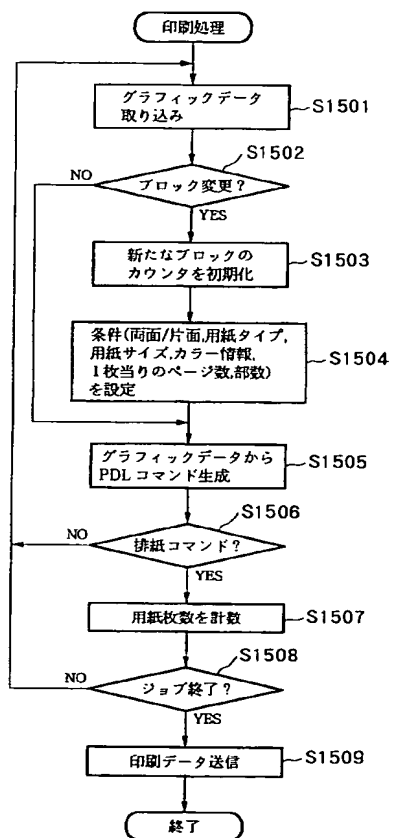 印刷処理
グラフィックデータ
取り込み
S1501
S1502
NO
ブロック変更？
YES
新たなブロックの
カウンタを初期化
S1503
条件(両面/片面,用紙タイプ,
用紙サイズ,カラー情報,
1枚当りのページ数,部数)
を設定
S1504
グラフィックデータから
PDLコマンド生成
S1505
S1506
NO
排紙コマンド？
YES
用紙枚数を計数
S1507
S1508
NO
ジョブ終了？
YES
印刷データ送信
S1509
終了